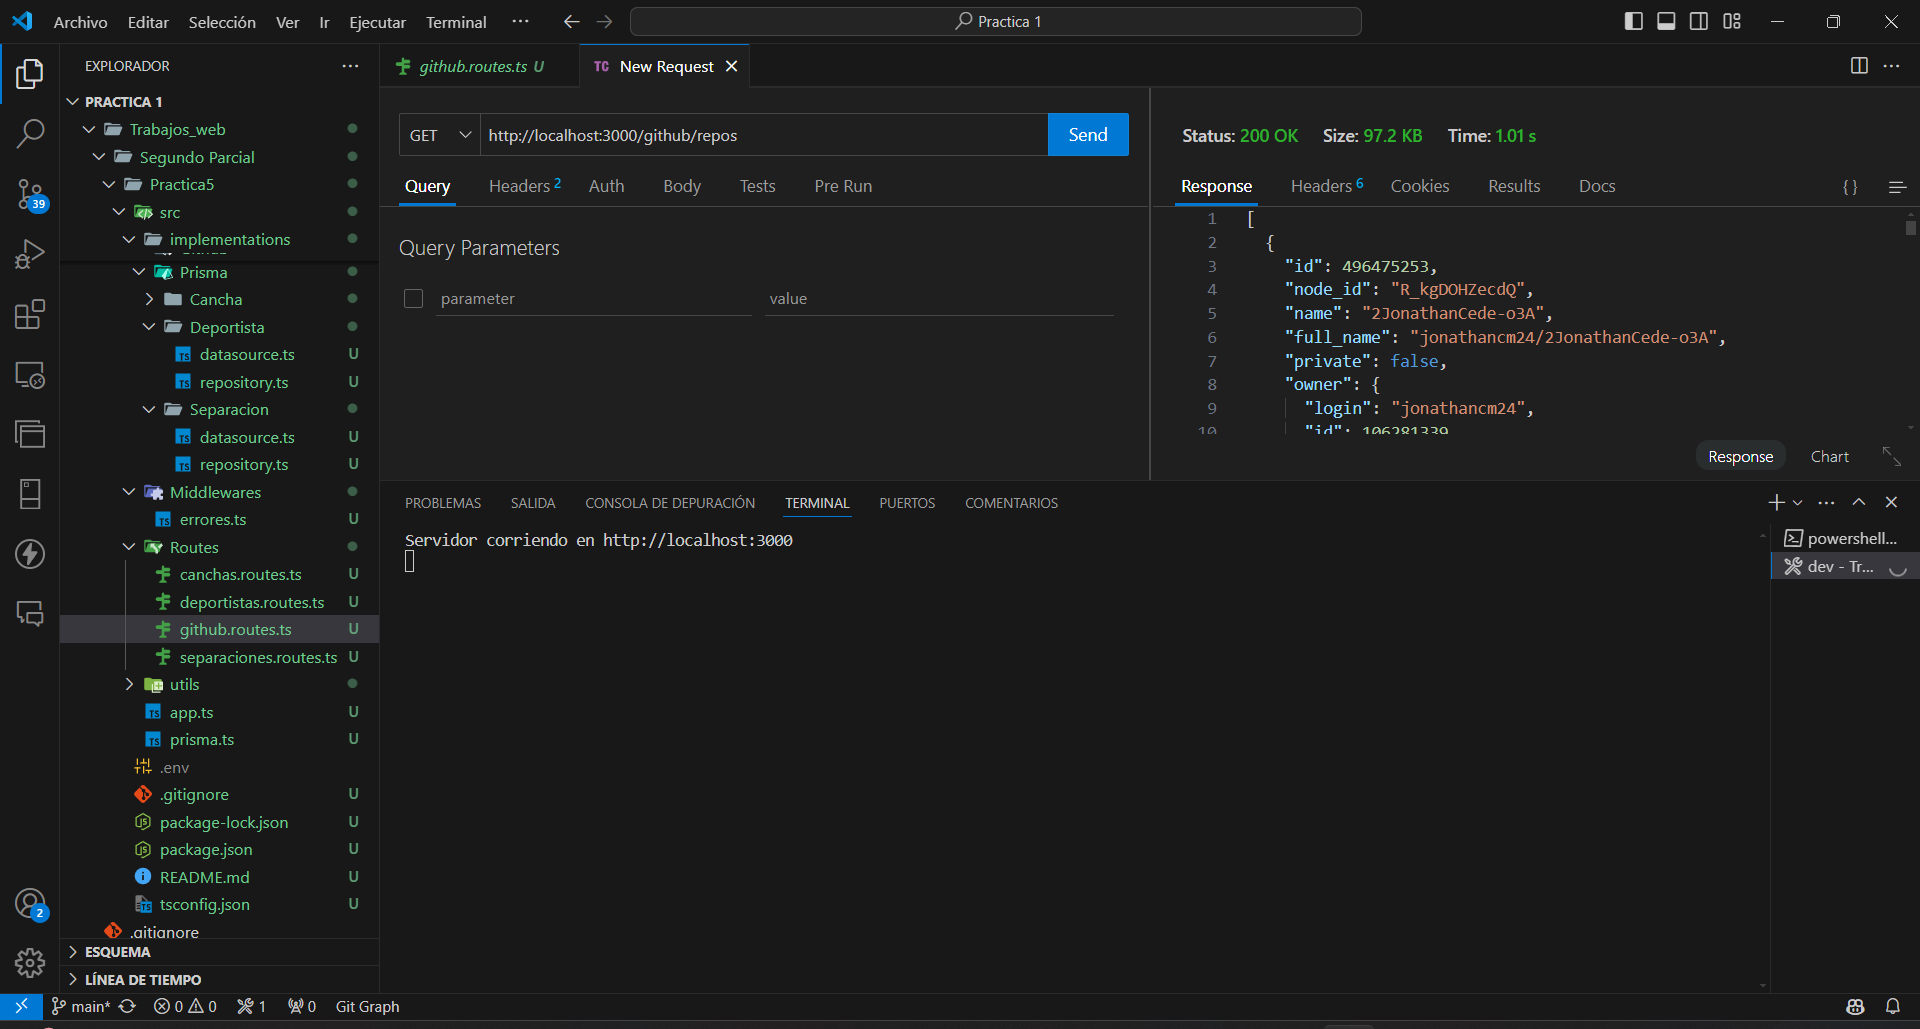 Archivo Editar Selección Ver Ir Ejecutar Terminal ··· Practica 1
EXPLORADOR
PRACTICA 1
Trabajos_web
Segundo Parcial
Practica5
src
implementations
Prisma
Cancha
Deportista
datasource.ts U
repository.ts U
Separacion
datasource.ts U
repository.ts U
Middlewares
errores.ts U
Routes
canchas.routes.ts U
deportistas.routes.ts U
github.routes.ts U
separaciones.routes.ts U
utils
app.ts U
prisma.ts U
.env
.gitignore U
package-lock.json U
package.json U
README.md U
tsconfig.json U
.gitignore
ESQUEMA
LÍNEA DE TIEMPO
39
2
github.routes.ts U
TC New Request
GET http://localhost:3000/github/repos Send
Query Headers 2 Auth Body Tests Pre Run
Query Parameters
parameter value
Status: 200 OK Size: 97.2 KB Time: 1.01 s
Response Headers 6 Cookies Results Docs {}
1 [
2 {
3 "id": 496475253,
4 "node_id": "R_kgDOHZecdQ",
5 "name": "2JonathanCede-o3A",
6 "full_name": "jonathancm24/2JonathanCede-o3A",
7 "private": false,
8 "owner": {
9 "login": "jonathancm24",
10 "id": 106281339
Response Chart
PROBLEMAS SALIDA CONSOLA DE DEPURACIÓN TERMINAL PUERTOS COMENTARIOS
Servidor corriendo en http://localhost:3000
powershell...
dev - Tr...
main* 0 0 1 0 Git Graph